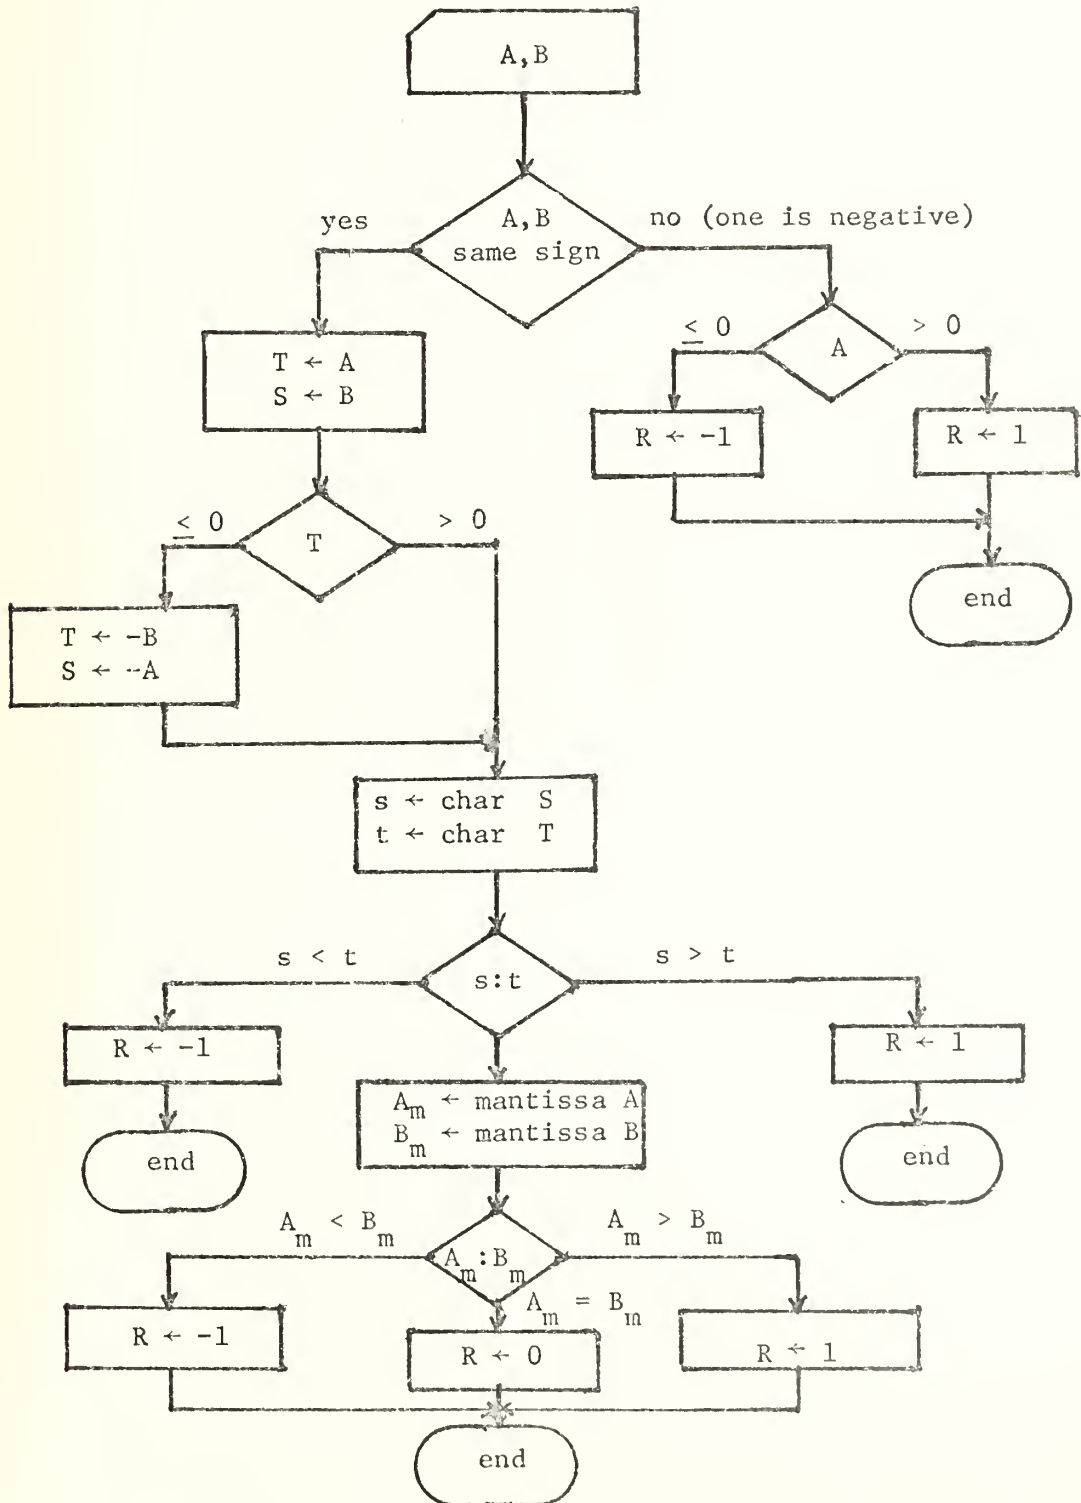 A,B
A,B
same sign
yes
no (one is negative)
T ← A
S ← B
A
≤ 0
> 0
R ← -1
R ← 1
end
T
≤ 0
> 0
T ← -B
S ← -A
s ← char S
t ← char T
s:t
s < t
s > t
R ← -1
end
R ← 1
end
A_m ← mantissa A
B_m ← mantissa B
A_m:B_m
A_m < B_m
A_m > B_m
A_m = B_m
R ← -1
R ← 0
R ← 1
end